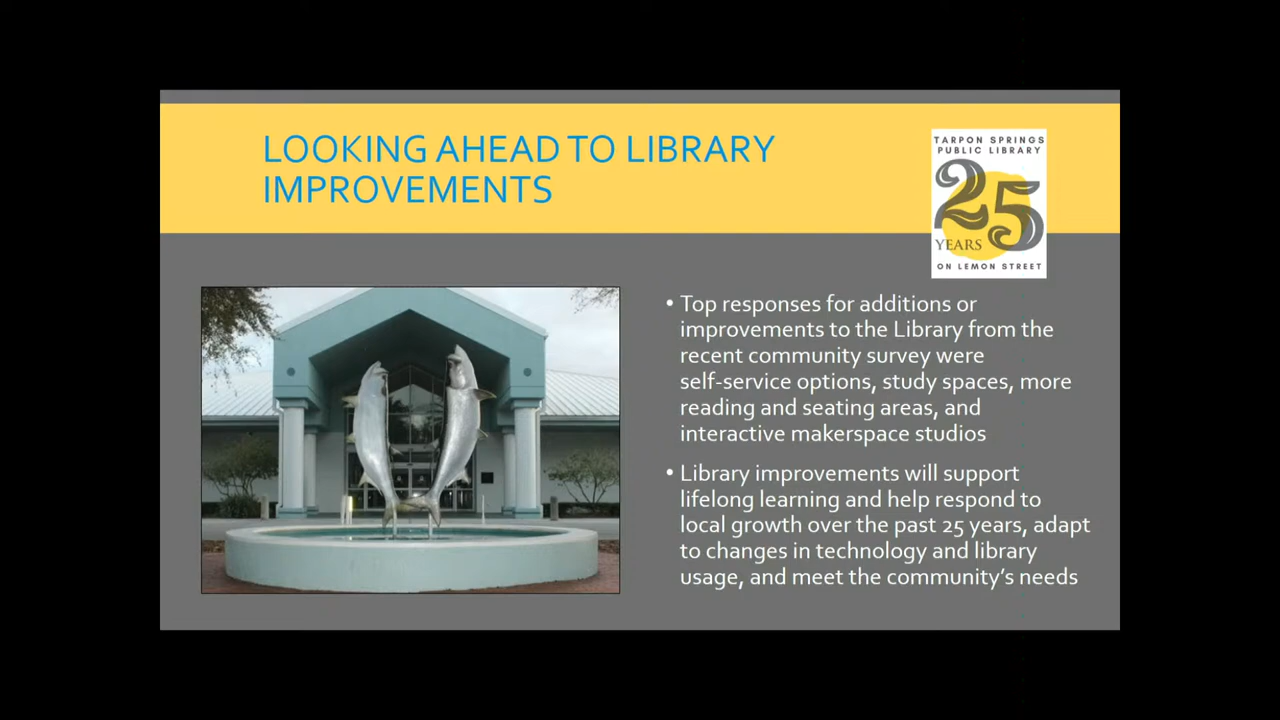 LOOKING AHEAD TO LIBRARY
IMPROVEMENTS
TARPON SPRINGS
PUBLIC LIBRARY
25
YEARS
ON LEMON STREET
• Top responses for additions or
improvements to the Library from the
recent community survey were
self-service options, study spaces, more
reading and seating areas, and
interactive makerspace studios
• Library improvements will support
lifelong learning and help respond to
local growth over the past 25 years, adapt
to changes in technology and library
usage, and meet the community's needs